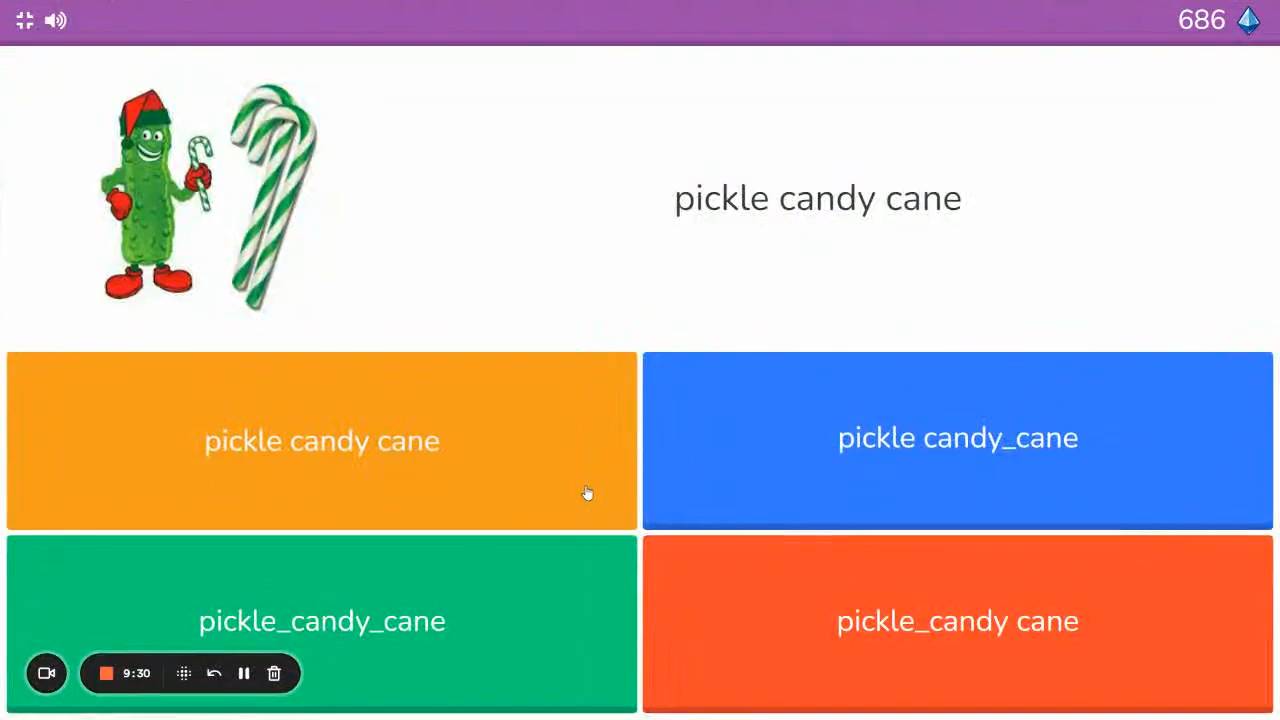 686
pickle candy cane
pickle candy cane
pickle candy_cane
pickle_candy_cane
pickle_candy cane
9:30